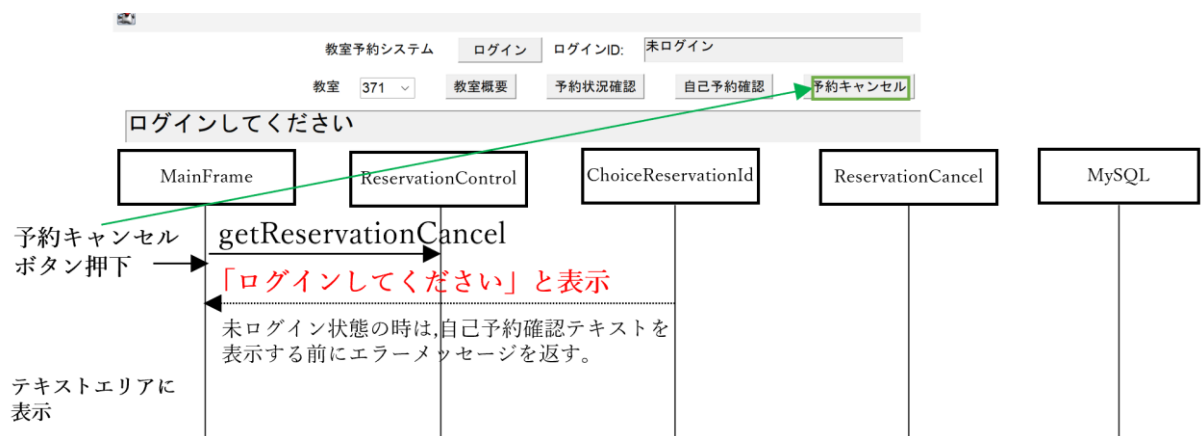 教室予約システム ログイン ログインID: 未ログイン
教室 371 教室概要 予約状況確認 自己予約確認 予約キャンセル
ログインしてください
MainFrame ReservationControl ChoiceReservationId ReservationCancel MySQL
予約キャンセル
ボタン押下
getReservationCancel
「ログインしてください」と表示
未ログイン状態の時は,自己予約確認テキストを
表示する前にエラーメッセージを返す。
テキストエリアに
表示